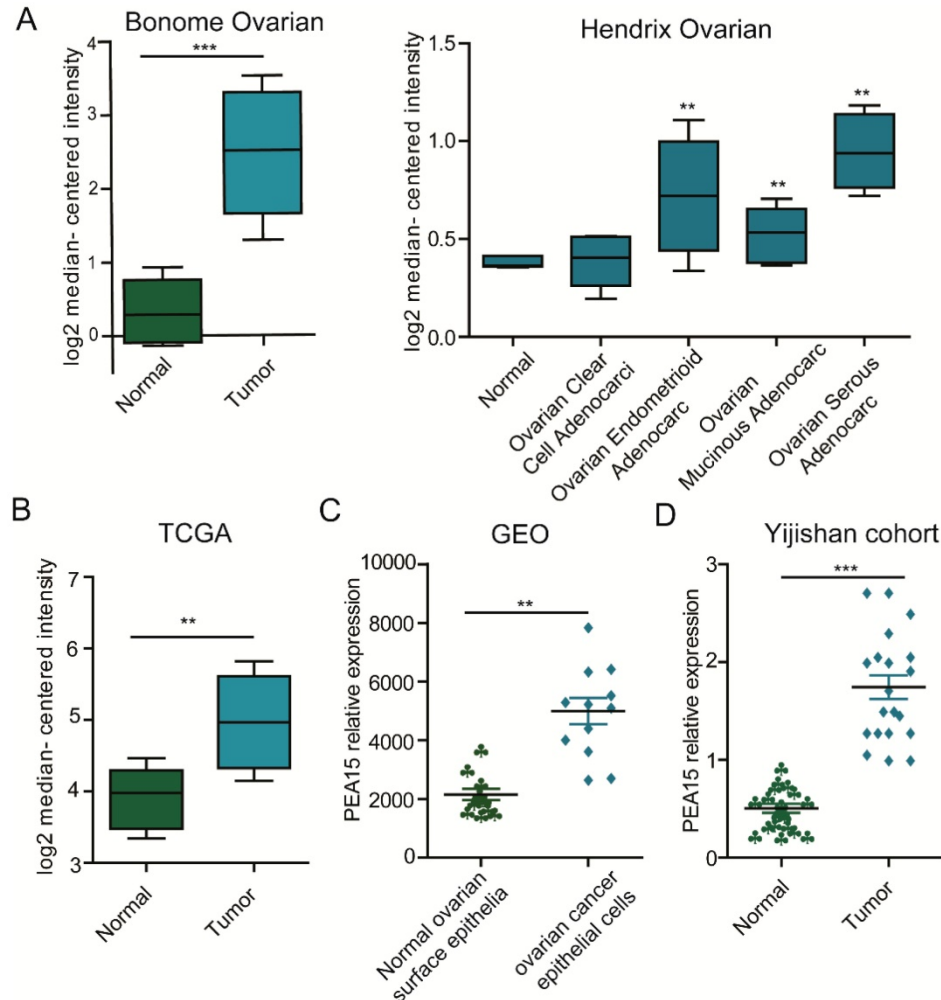 A
Bonome Ovarian
log2 median- centered intensity
4
3
2
1
0
***
Normal
Tumor
Hendrix Ovarian
log2 median- centered intensity
1.5
1.0
0.5
0.0
**
**
**
Normal
Ovarian Clear
Cell Adenocarci
Ovarian Endometrioid
Adenocarc
Ovarian
Mucinous Adenocarc
Ovarian Serous
Adenocarc
B
TCGA
log2 median- centered intensity
7
6
5
4
3
**
Normal
Tumor
C
GEO
PEA15 relative expression
10000
8000
6000
4000
2000
0
**
Normal ovarian
surface epithelia
ovarian cancer
epithelial cells
D
Yijishan cohort
PEA15 relative expression
3
2
1
0
***
Normal
Tumor